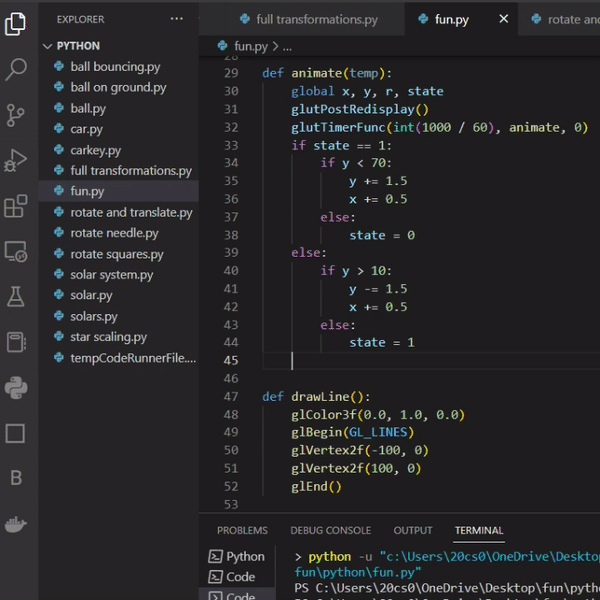 EXPLORER
PYTHON
ball bouncing.py
ball on ground.py
ball.py
car.py
carkey.py
full transformations.py
fun.py
rotate and translate.py
rotate needle.py
rotate squares.py
solar system.py
solar.py
solars.py
star scaling.py
tempCodeRunnerFile....
full transformations.py
fun.py
rotate and
fun.py > ...
28
29 def animate(temp):
30 global x, y, r, state
31 glutPostRedisplay()
32 glutTimerFunc(int(1000 / 60), animate, 0)
33 if state == 1:
34 if y < 70:
35 y += 1.5
36 x += 0.5
37 else:
38 state = 0
39 else:
40 if y > 10:
41 y -= 1.5
42 x += 0.5
43 else:
44 state = 1
45
46
47 def drawLine():
48 glColor3f(0.0, 1.0, 0.0)
49 glBegin(GL_LINES)
50 glVertex2f(-100, 0)
51 glVertex2f(100, 0)
52 glEnd()
53
PROBLEMS DEBUG CONSOLE OUTPUT TERMINAL
Python
Code
Code
> python -u "c:\Users\20cs0\OneDrive\Deskto
fun\python\fun.py"
PS C:\Users\20cs0\OneDrive\Desktop\fun\pytho
B